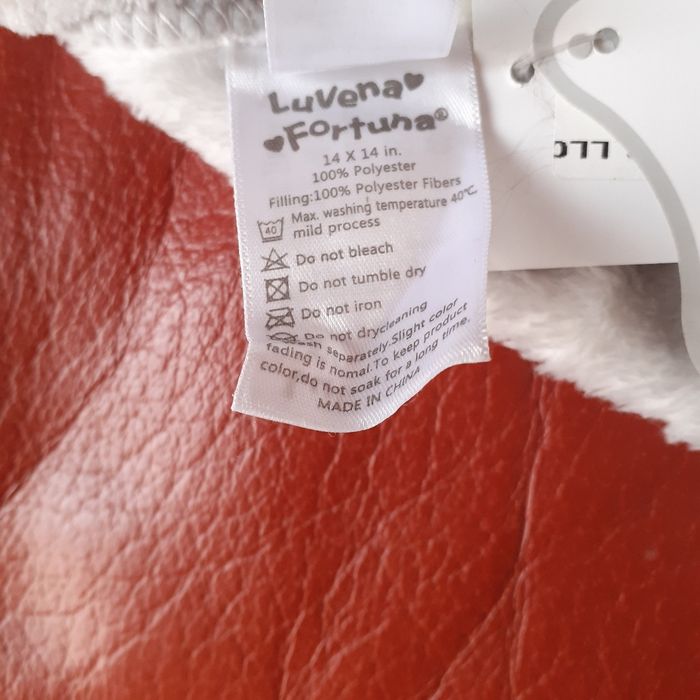 Luvena
Fortuna®
14 X 14 in.
100% Polyester
Filling:100% Polyester Fibers
Max. washing temperature 40℃
40
mild process
Do not bleach
Do not tumble dry
Do not iron
Do not drycleaning
separately.Slight color
fading is nomal.To keep product
color,do not soak for a long time.
MADE IN CHINA